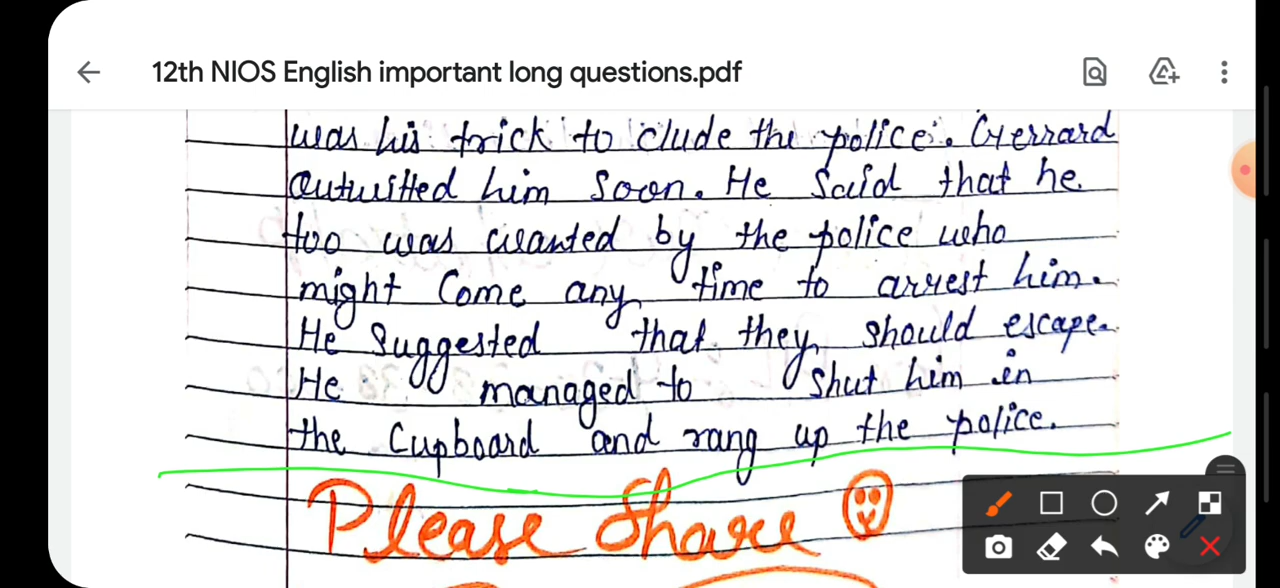 12th NIOS English important long questions.pdf
was his trick to clude the police. Gerrard
outwitted him soon. He said that he
too was wanted by the police who
might Come any time to arrest him.
He Suggested that they should escape.
He managed to shut him in
the Cupboard and rang up the police.
Please Share